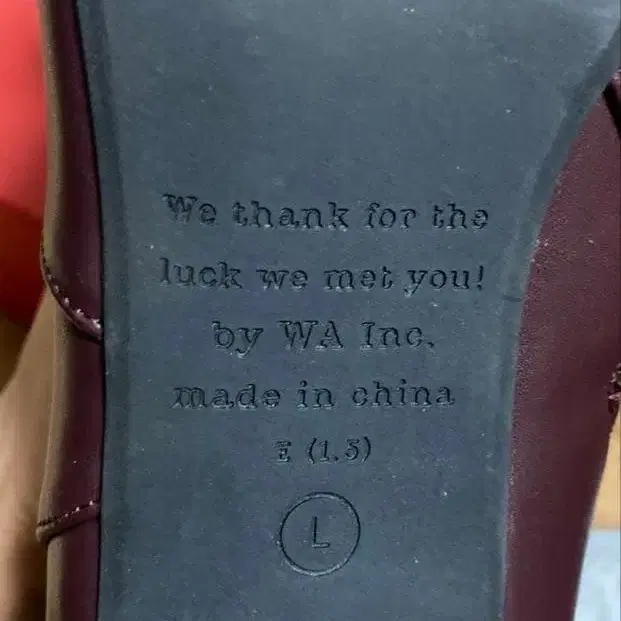 We thank for the
luck we met you!
by WA Inc.
made in china
E (1.5)
L